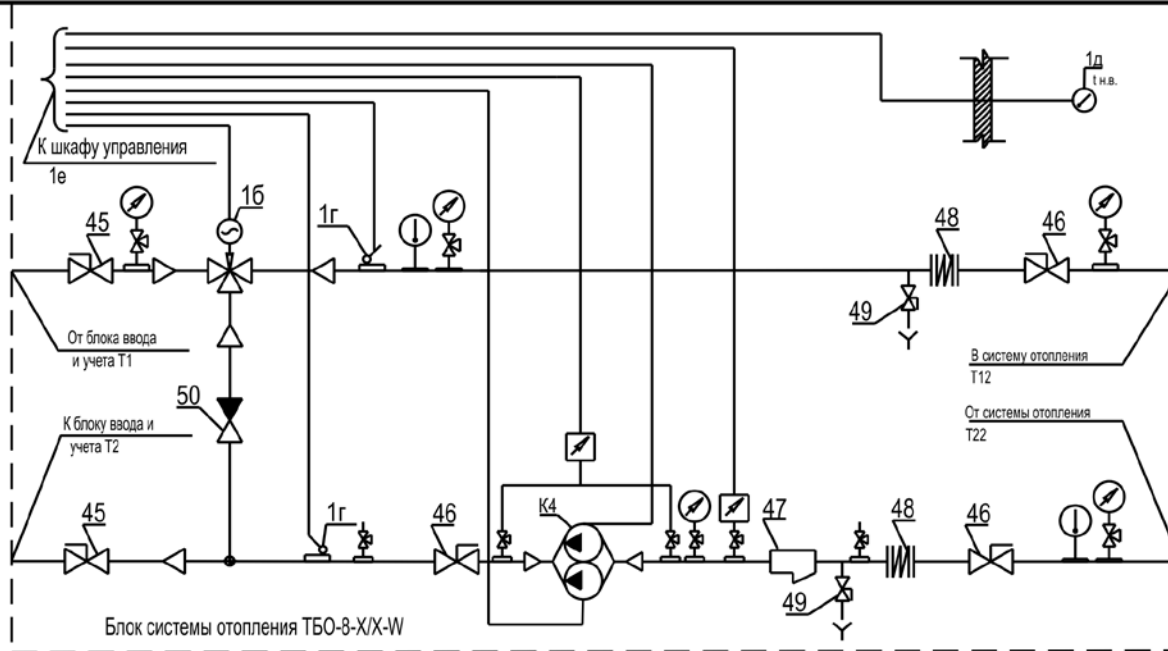 1д
t н.в.
К шкафу управления
1е
45
1б
1г
48
46
49
От блока ввода
и учета Т1
В систему отопления
Т12
50
К блоку ввода и
учета Т2
От системы отопления
Т22
45
1г
46
К4
47
48
46
49
Блок системы отопления ТБО-8-Х/Х-W